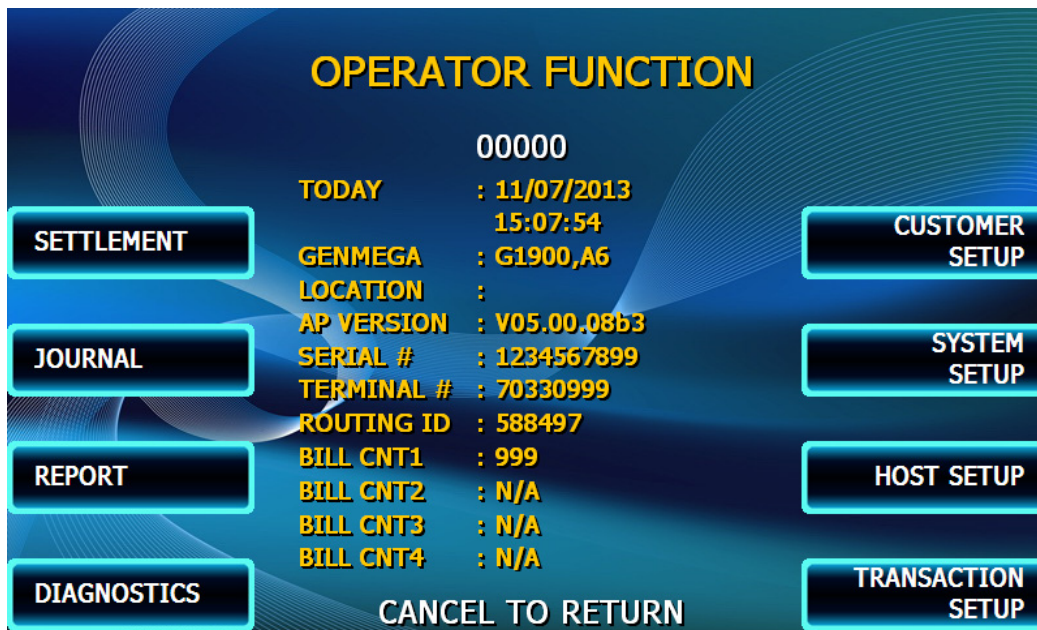 OPERATOR FUNCTION
00000
TODAY : 11/07/2013
15:07:54
GENMEGA : G1900,A6
LOCATION :
AP VERSION : V05.00.08b3
SERIAL # : 1234567899
TERMINAL # : 70330999
ROUTING ID : 588497
BILL CNT1 : 999
BILL CNT2 : N/A
BILL CNT3 : N/A
BILL CNT4 : N/A
CANCEL TO RETURN
SETTLEMENT
JOURNAL
REPORT
DIAGNOSTICS
CUSTOMER
SETUP
SYSTEM
SETUP
HOST SETUP
TRANSACTION
SETUP